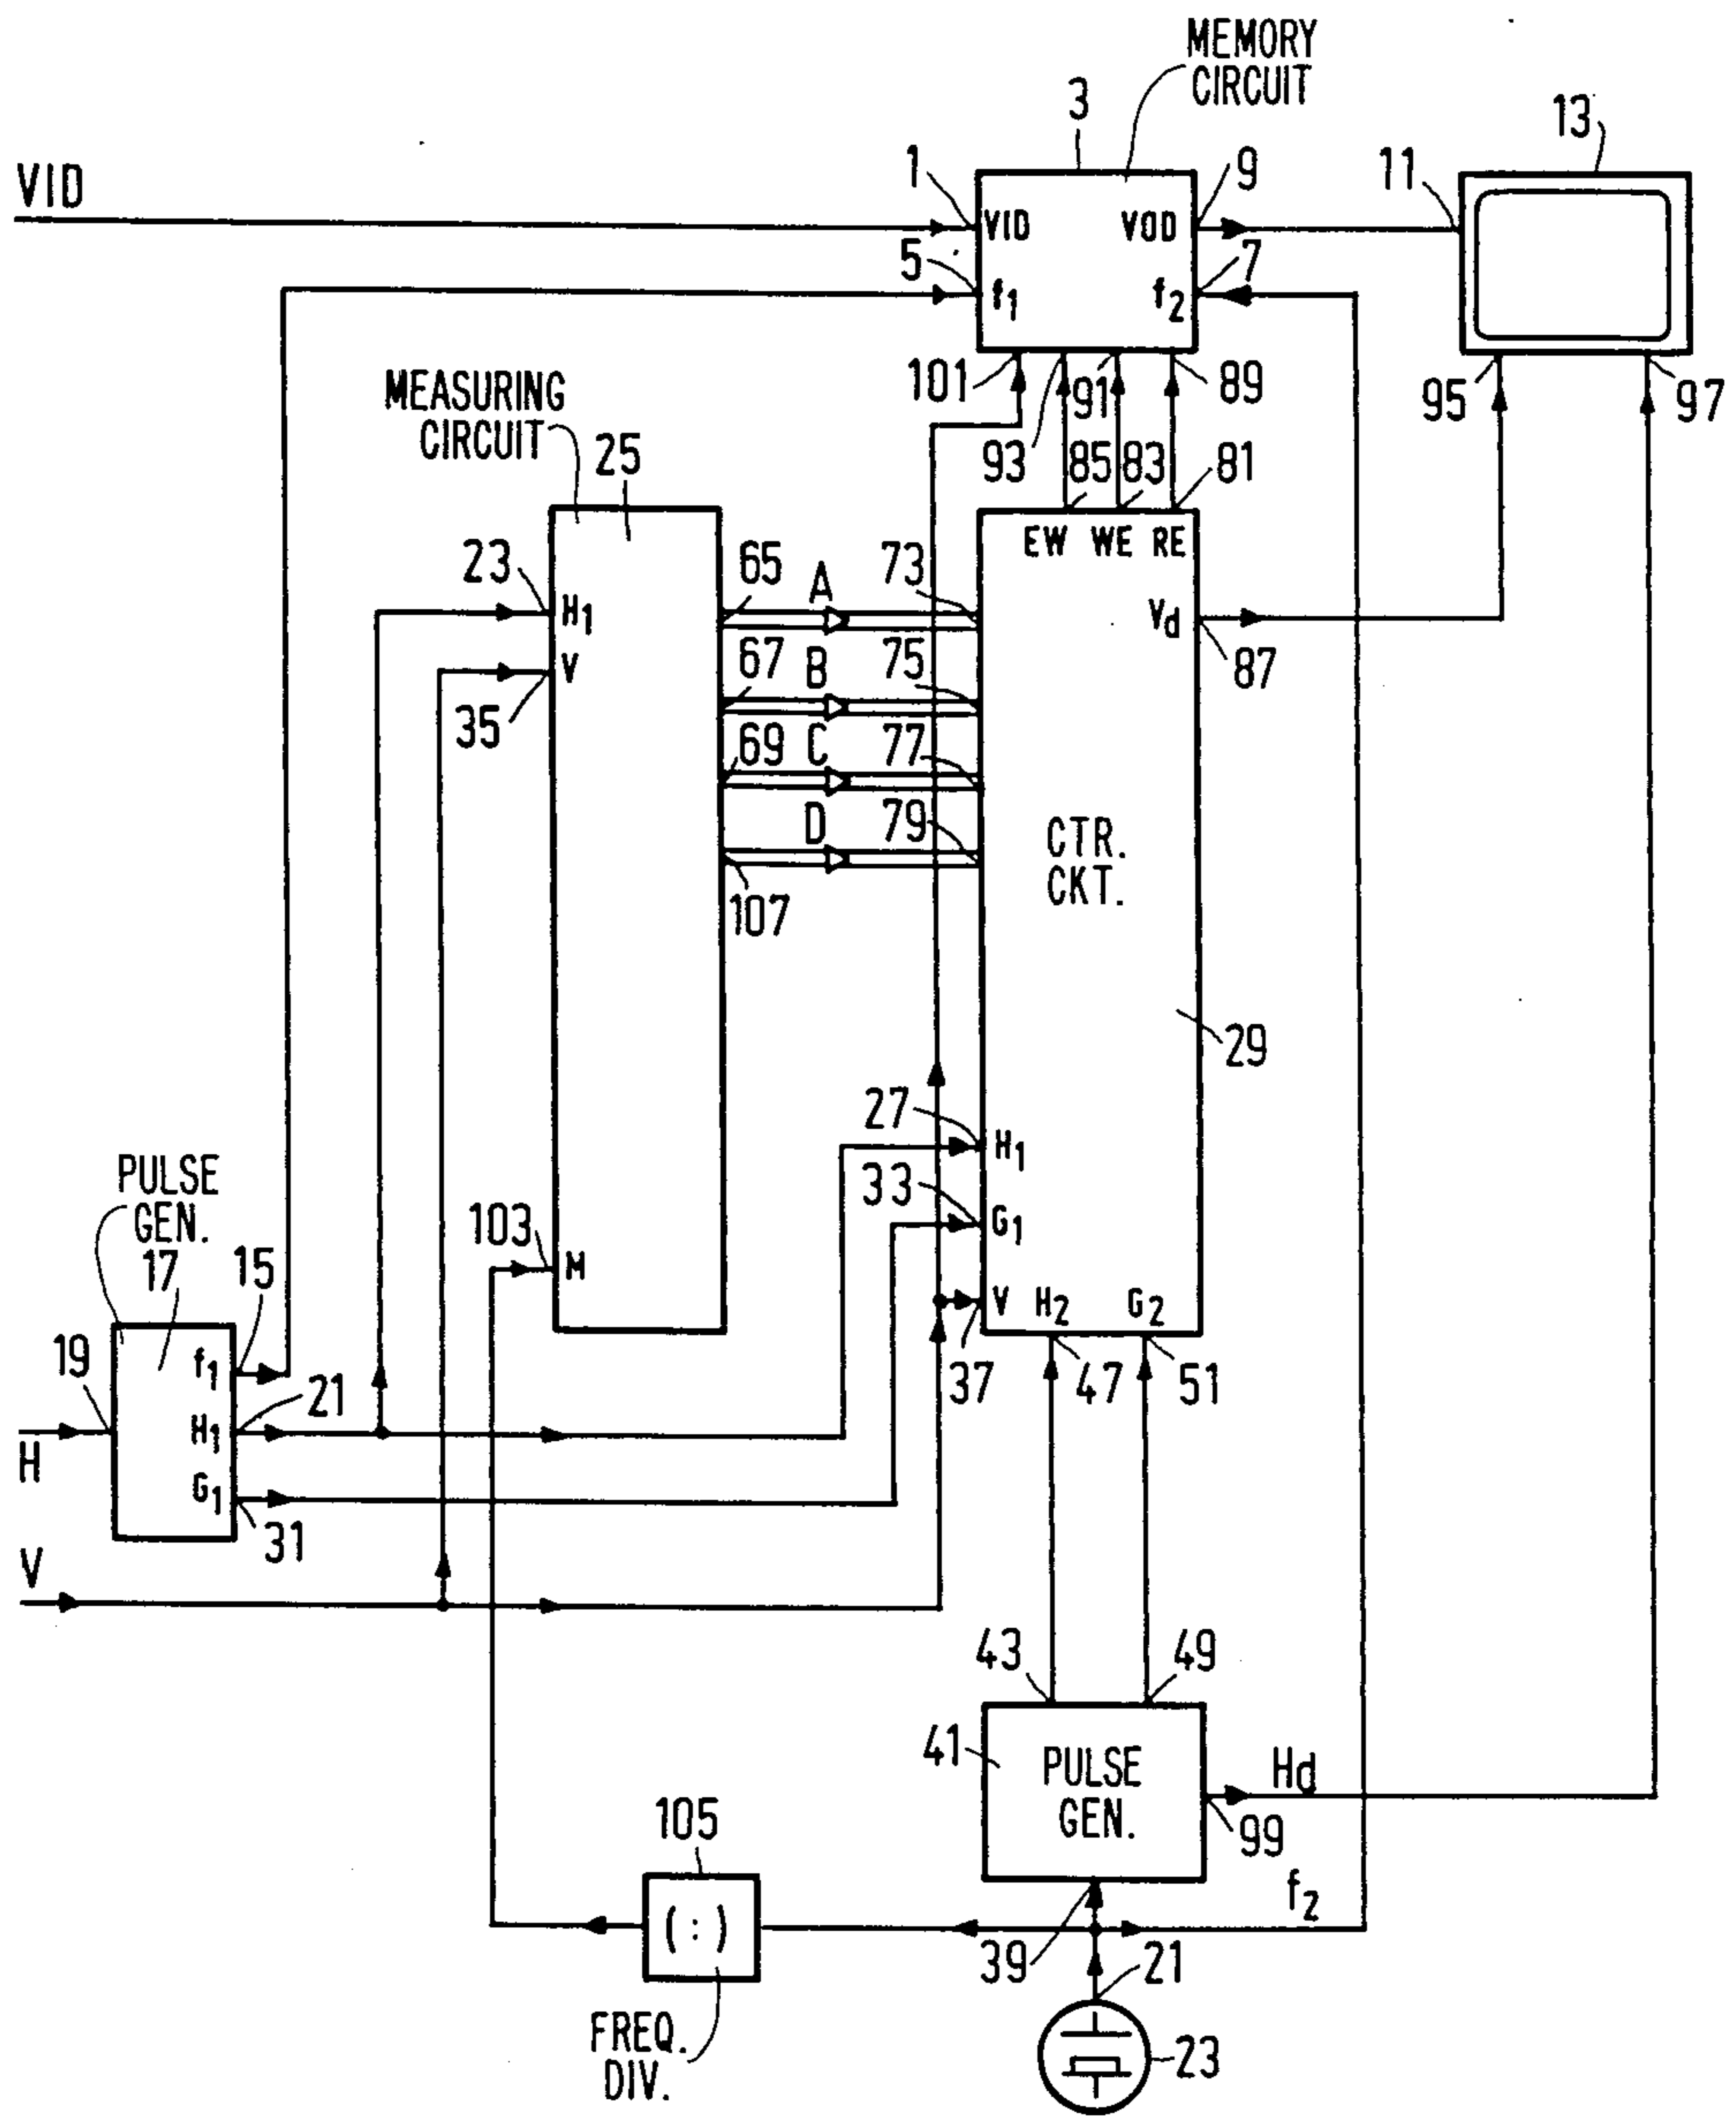 MEMORY
CIRCUIT
3
13
VID
1
9
11
VID
VOD
5
7
f1
f2
101
91
89
95
97
MEASURING
CIRCUIT
25
93
85
83
81
EW WE RE
23
65
A
73
H1
Vd
67
B
75
V
87
35
69
C
77
D
79
CTR.
CKT.
107
29
27
H1
PULSE
GEN.
33
G1
17
15
103
M
V
H2
G2
19
f1
37
47
51
21
H1
H
G1
31
V
43
49
41
PULSE
GEN.
Hd
99
105
f2
(:)
39
21
FREQ.
DIV.
23